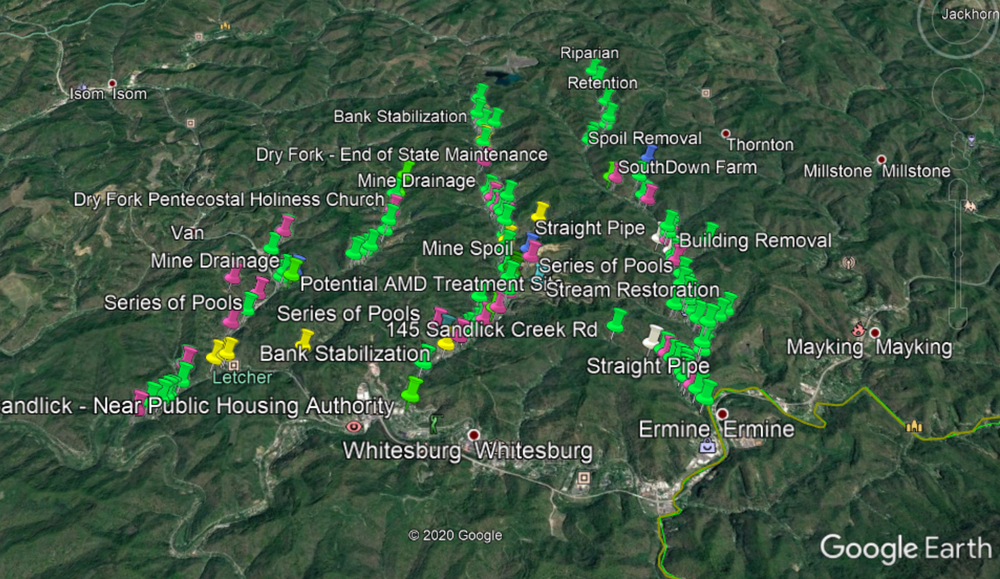 Jackhorn
Riparian
Retention
Isom Isom
Bank Stabilization
Spoil Removal
Thornton
Dry Fork - End of State Maintenance
SouthDown Farm
Millstone Millstone
Mine Drainage
Dry Fork Pentecostal Holiness Church
Van
Straight Pipe
Building Removal
Mine Spoil
Mine Drainage
Series of Pools
Potential AMD Treatment Site
Stream Restoration
Series of Pools
Series of Pools
145 Sandlick Creek Rd
Mayking Mayking
Bank Stabilization
Straight Pipe
Letcher
andlick - Near Public Housing Authority
Ermine Ermine
Whitesburg Whitesburg
© 2020 Google
Google Earth